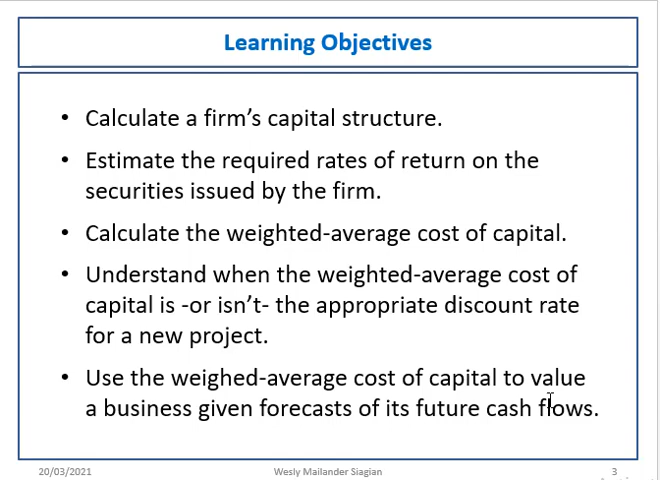 Learning Objectives
• Calculate a firm's capital structure.
• Estimate the required rates of return on the
securities issued by the firm.
• Calculate the weighted-average cost of capital.
• Understand when the weighted-average cost of
capital is -or isn't- the appropriate discount rate
for a new project.
• Use the weighed-average cost of capital to value
a business given forecasts of its future cash flows.
20/03/2021
Wesly Mailander Siagian
3